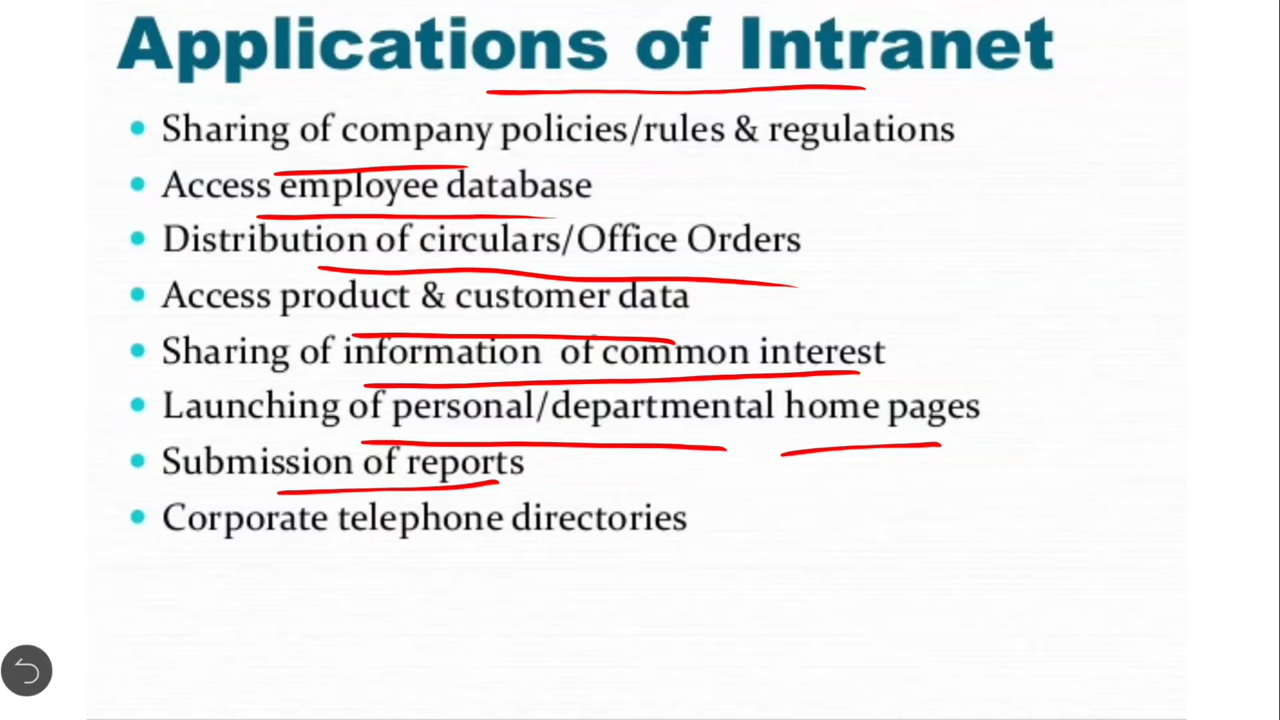 Applications of Intranet
• Sharing of company policies/rules & regulations
• Access employee database
• Distribution of circulars/Office Orders
• Access product & customer data
• Sharing of information of common interest
• Launching of personal/departmental home pages
• Submission of reports
• Corporate telephone directories